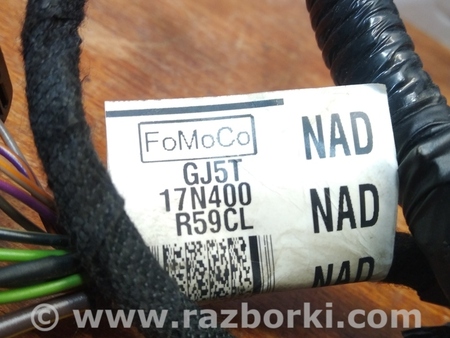 FoMoCo
NAD
GJ5T
17N400
R59CL
NAD
NAD
© www.razborki.com